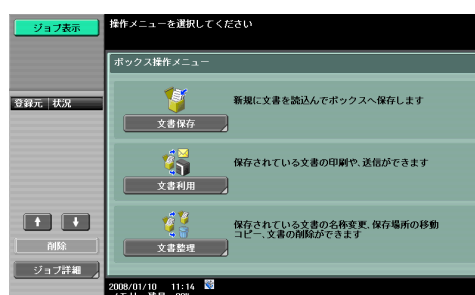 ジョブ表示
操作メニューを選択してください
ボックス操作メニュー
登録元 状況
新規に文書を読込んでボックスへ保存します
文書保存
保存されている文書の印刷や、送信ができます
文書利用
保存されている文書の名称変更、保存場所の移動
コピー、文書の削除ができます
文書整理
削除
ジョブ詳細
2008/01/10 11:14